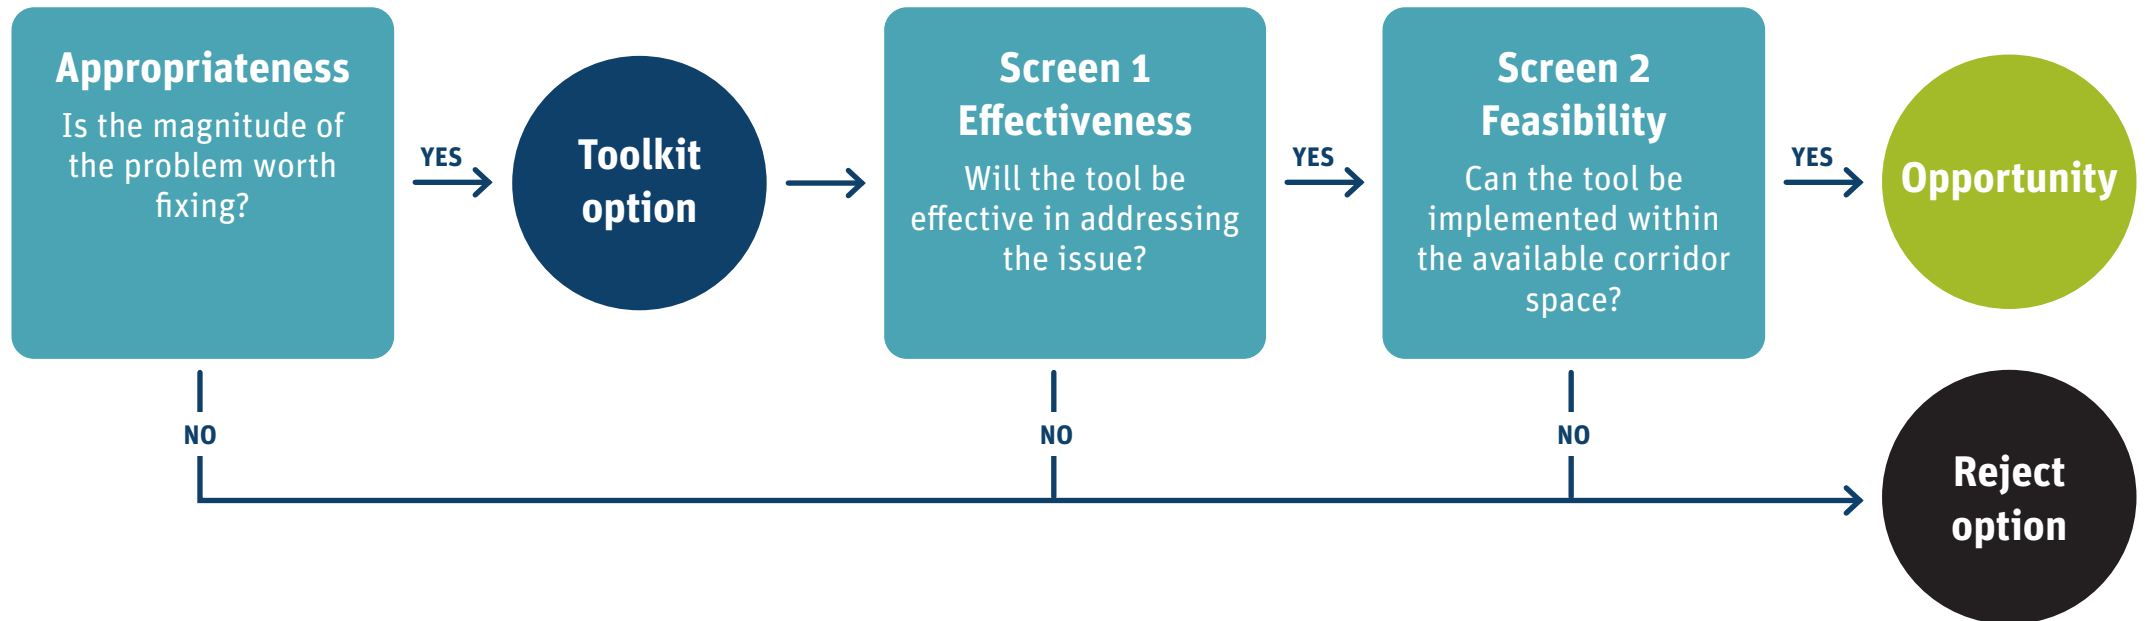 Appropriateness
Is the magnitude of
the problem worth
fixing?
YES
Toolkit
option
Screen 1
Effectiveness
Will the tool be
effective in addressing
the issue?
YES
Screen 2
Feasibility
Can the tool be
implemented within
the available corridor
space?
YES
Opportunity
NO
NO
NO
Reject
option